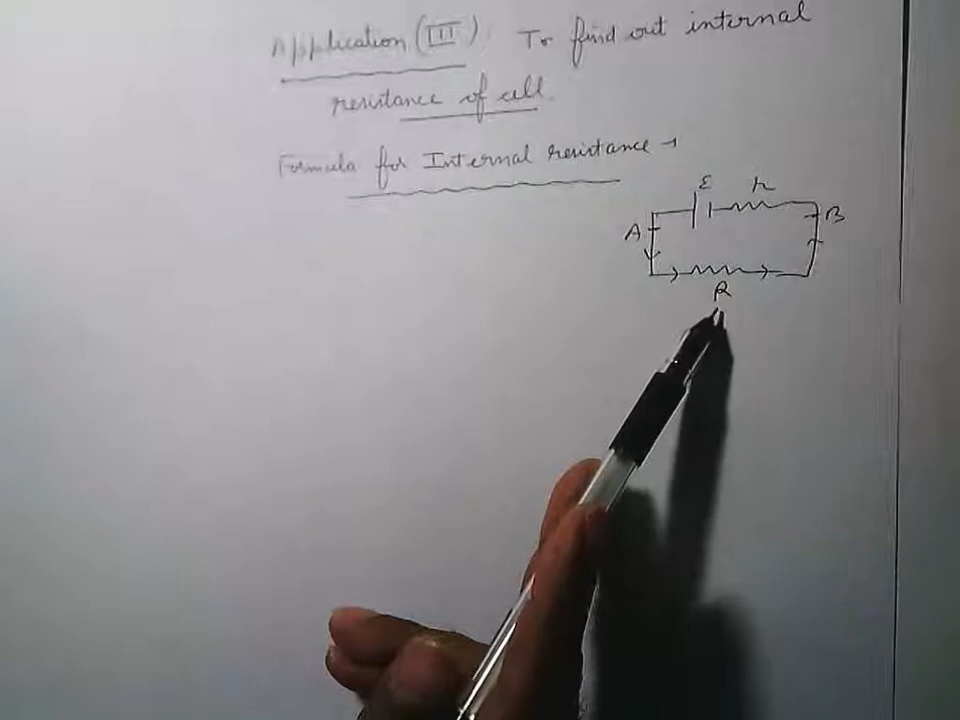 Application (III) To find out internal
resistance of cell
Formula for Internal resistance →
ε r
A B
R